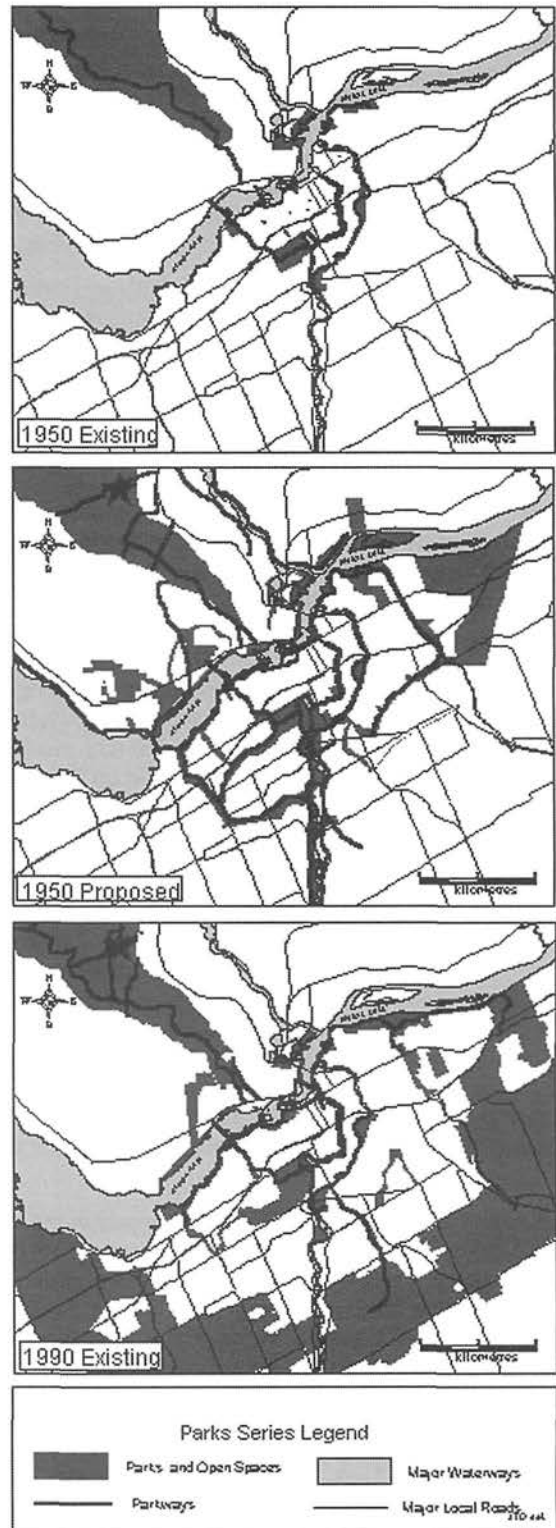 N
W E
S
1950 Existing
kilometres
N
W E
S
1950 Proposed
kilometres
N
W E
S
1990 Existing
kilometres
Parks Series Legend
Parks and Open Spaces
Major Waterways
Parkways
Major Local Roads